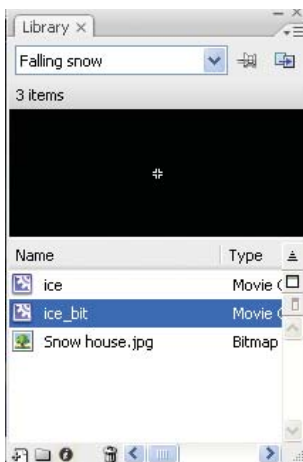 Library
Falling snow
3 items
Name Type
ice Movie C
ice_bit Movie C
Snow house.jpg Bitmap